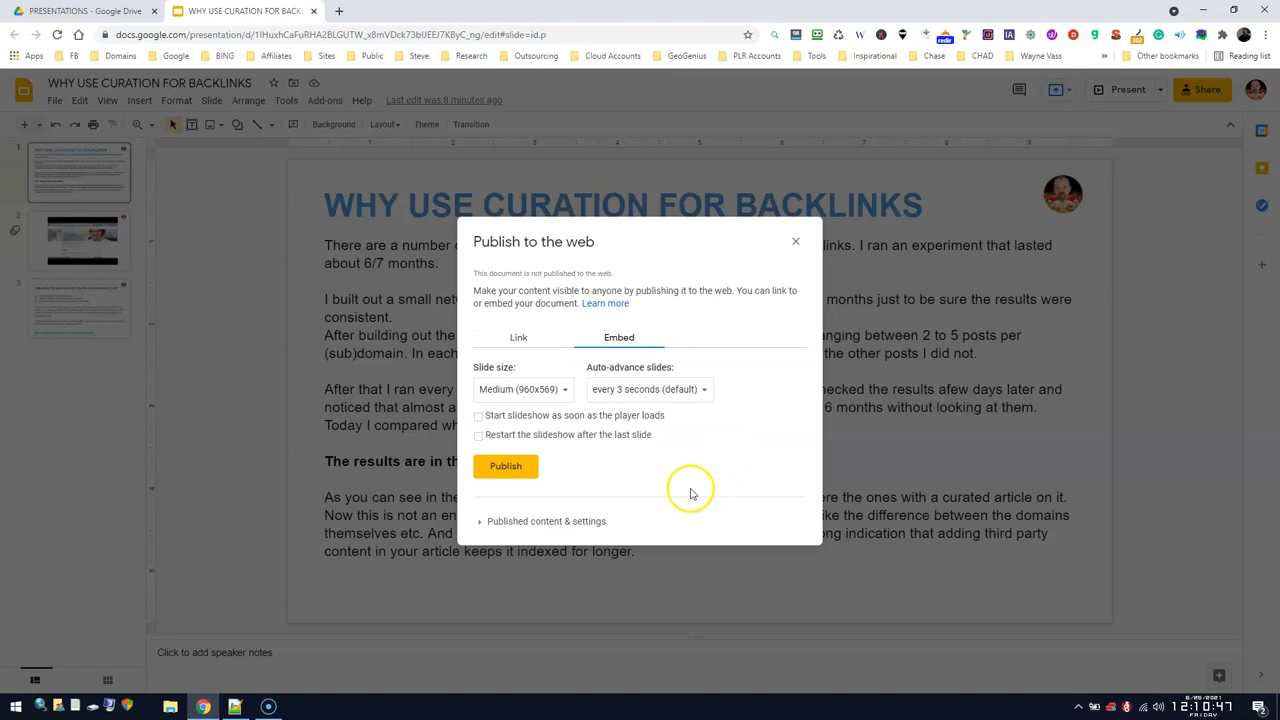 PRESENTATIONS - Google Drive
WHY USE CURATION FOR BACKL
docs.google.com/presentation/d/
/edit#slide=id.p
Apps
FB
Domains
Google
BING
Affiliates
Sites
Public
Steve
Research
Outsourcing
Cloud Accounts
GeoGenius
PLR Accounts
Tools
Inspirational
Chase
CHAD
Wayne Vass
Other bookmarks
Reading list
WHY USE CURATION FOR BACKLINKS
File
Edit
View
Insert
Format
Slide
Arrange
Tools
Add-ons
Help
Last edit was 8 minutes ago
Present
Share
Background
Layout
Theme
Transition
WHY USE CURATION FOR BACKLINKS
There are a number o
links. I ran an experiment that lasted
about 6/7 months.
I built out a small net
months just to be sure the results were
consistent.
After building out the
anging between 2 to 5 posts per
(sub)domain. In each
the other posts I did not.
After that I ran every
hecked the results afew days later and
noticed that almost a
6 months without looking at them.
Today I compared wh
The results are in th
As you can see in the
ere the ones with a curated article on it.
Now this is not an en
like the difference between the domains
themselves etc. And
ong indication that adding third party
content in your article keeps it indexed for longer.
Publish to the web
This document is not published to the web.
Make your content visible to anyone by publishing it to the web. You can link to
or embed your document. Learn more
Link
Embed
Slide size:
Auto-advance slides:
Medium (960x569)
every 3 seconds (default)
Start slideshow as soon as the player loads
Restart the slideshow after the last slide
Publish
Published content & settings
Click to add speaker notes
6/25/2021
12:10:47
FRIDAY